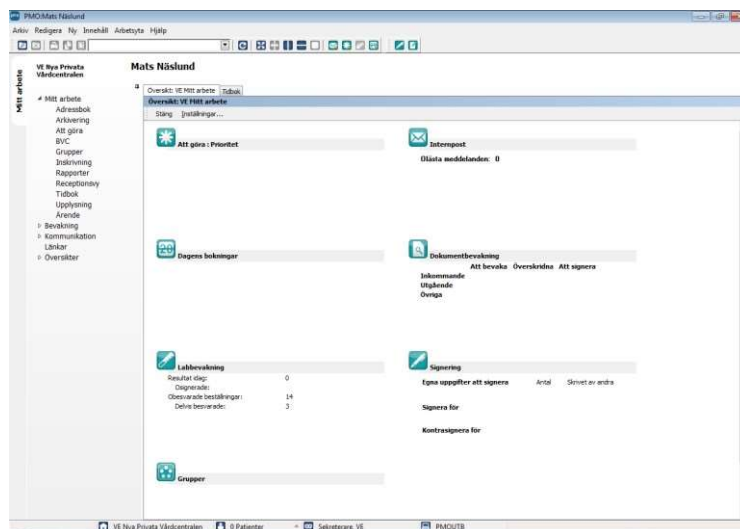 PMO:Mats Näslund
Arkiv Redigera Ny Innehåll Arbetsyta Hjälp
Mitt arbete
VE Nya Privata
Vårdcentralen
Mitt arbete
Adressbok
Arkivering
Att göra
BVC
Grupper
Inskrivning
Rapporter
Receptionsvy
Tidbok
Upplysning
Ärende
Bevakning
Kommunikation
Länkar
Översikter
Mats Näslund
Översikt: VE Mitt arbete Tidbok
Översikt: VE Mitt arbete
Stäng Inställningar...
Att göra : Prioritet
Internpost
Olästa meddelanden: 0
28
Dagens bokningar
Dokumentbevakning
Att bevaka Överskridna Att signera
Inkommande
Utgående
Övriga
Labbevakning
Resultat idag: 0
Osignerade:
Obesvarade beställningar: 14
Delvis besvarade: 3
Signering
Egna uppgifter att signera Antal Skrivet av andra
Signera för
Kontrasignera för
Grupper
VE Nya Privata Vårdcentralen 0 Patienter Sekreterare, VE PMOUTB